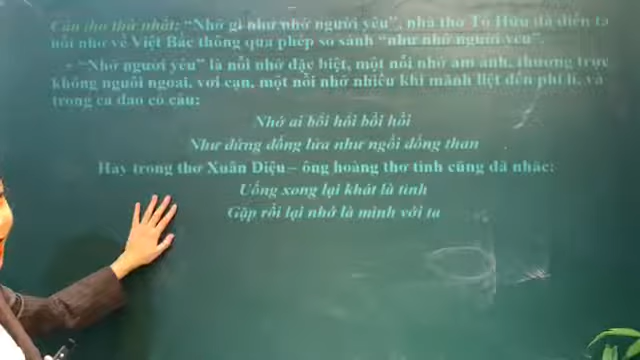 Câu thơ thứ nhất: “Nhớ gì như nhớ người yêu”, nhà thơ Tố Hữu đã diễn tả
nỗi nhớ về Việt Bắc thông qua phép so sánh “như nhớ người yêu”.
+ “Nhớ người yêu” là nỗi nhớ đặc biệt, một nỗi nhớ ám ảnh, thường trực
không nguôi ngoai, vơi cạn, một nỗi nhớ nhiều khi mãnh liệt đến phi lí, và
trong ca dao có câu:
Nhớ ai bổi hổi bồi hồi
Như đứng đống lửa như ngồi đống than
Hay trong thơ Xuân Diệu – ông hoàng thơ tình cũng đã nhắc:
Uống xong lại khát là tình
Gặp rồi lại nhớ là mình với ta